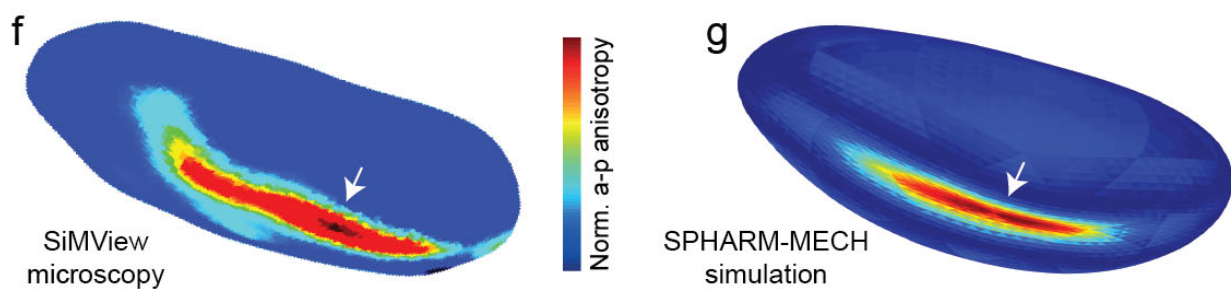 f
SiMView
microscopy
Norm. a-p anisotropy
g
SPHARM-MECH
simulation